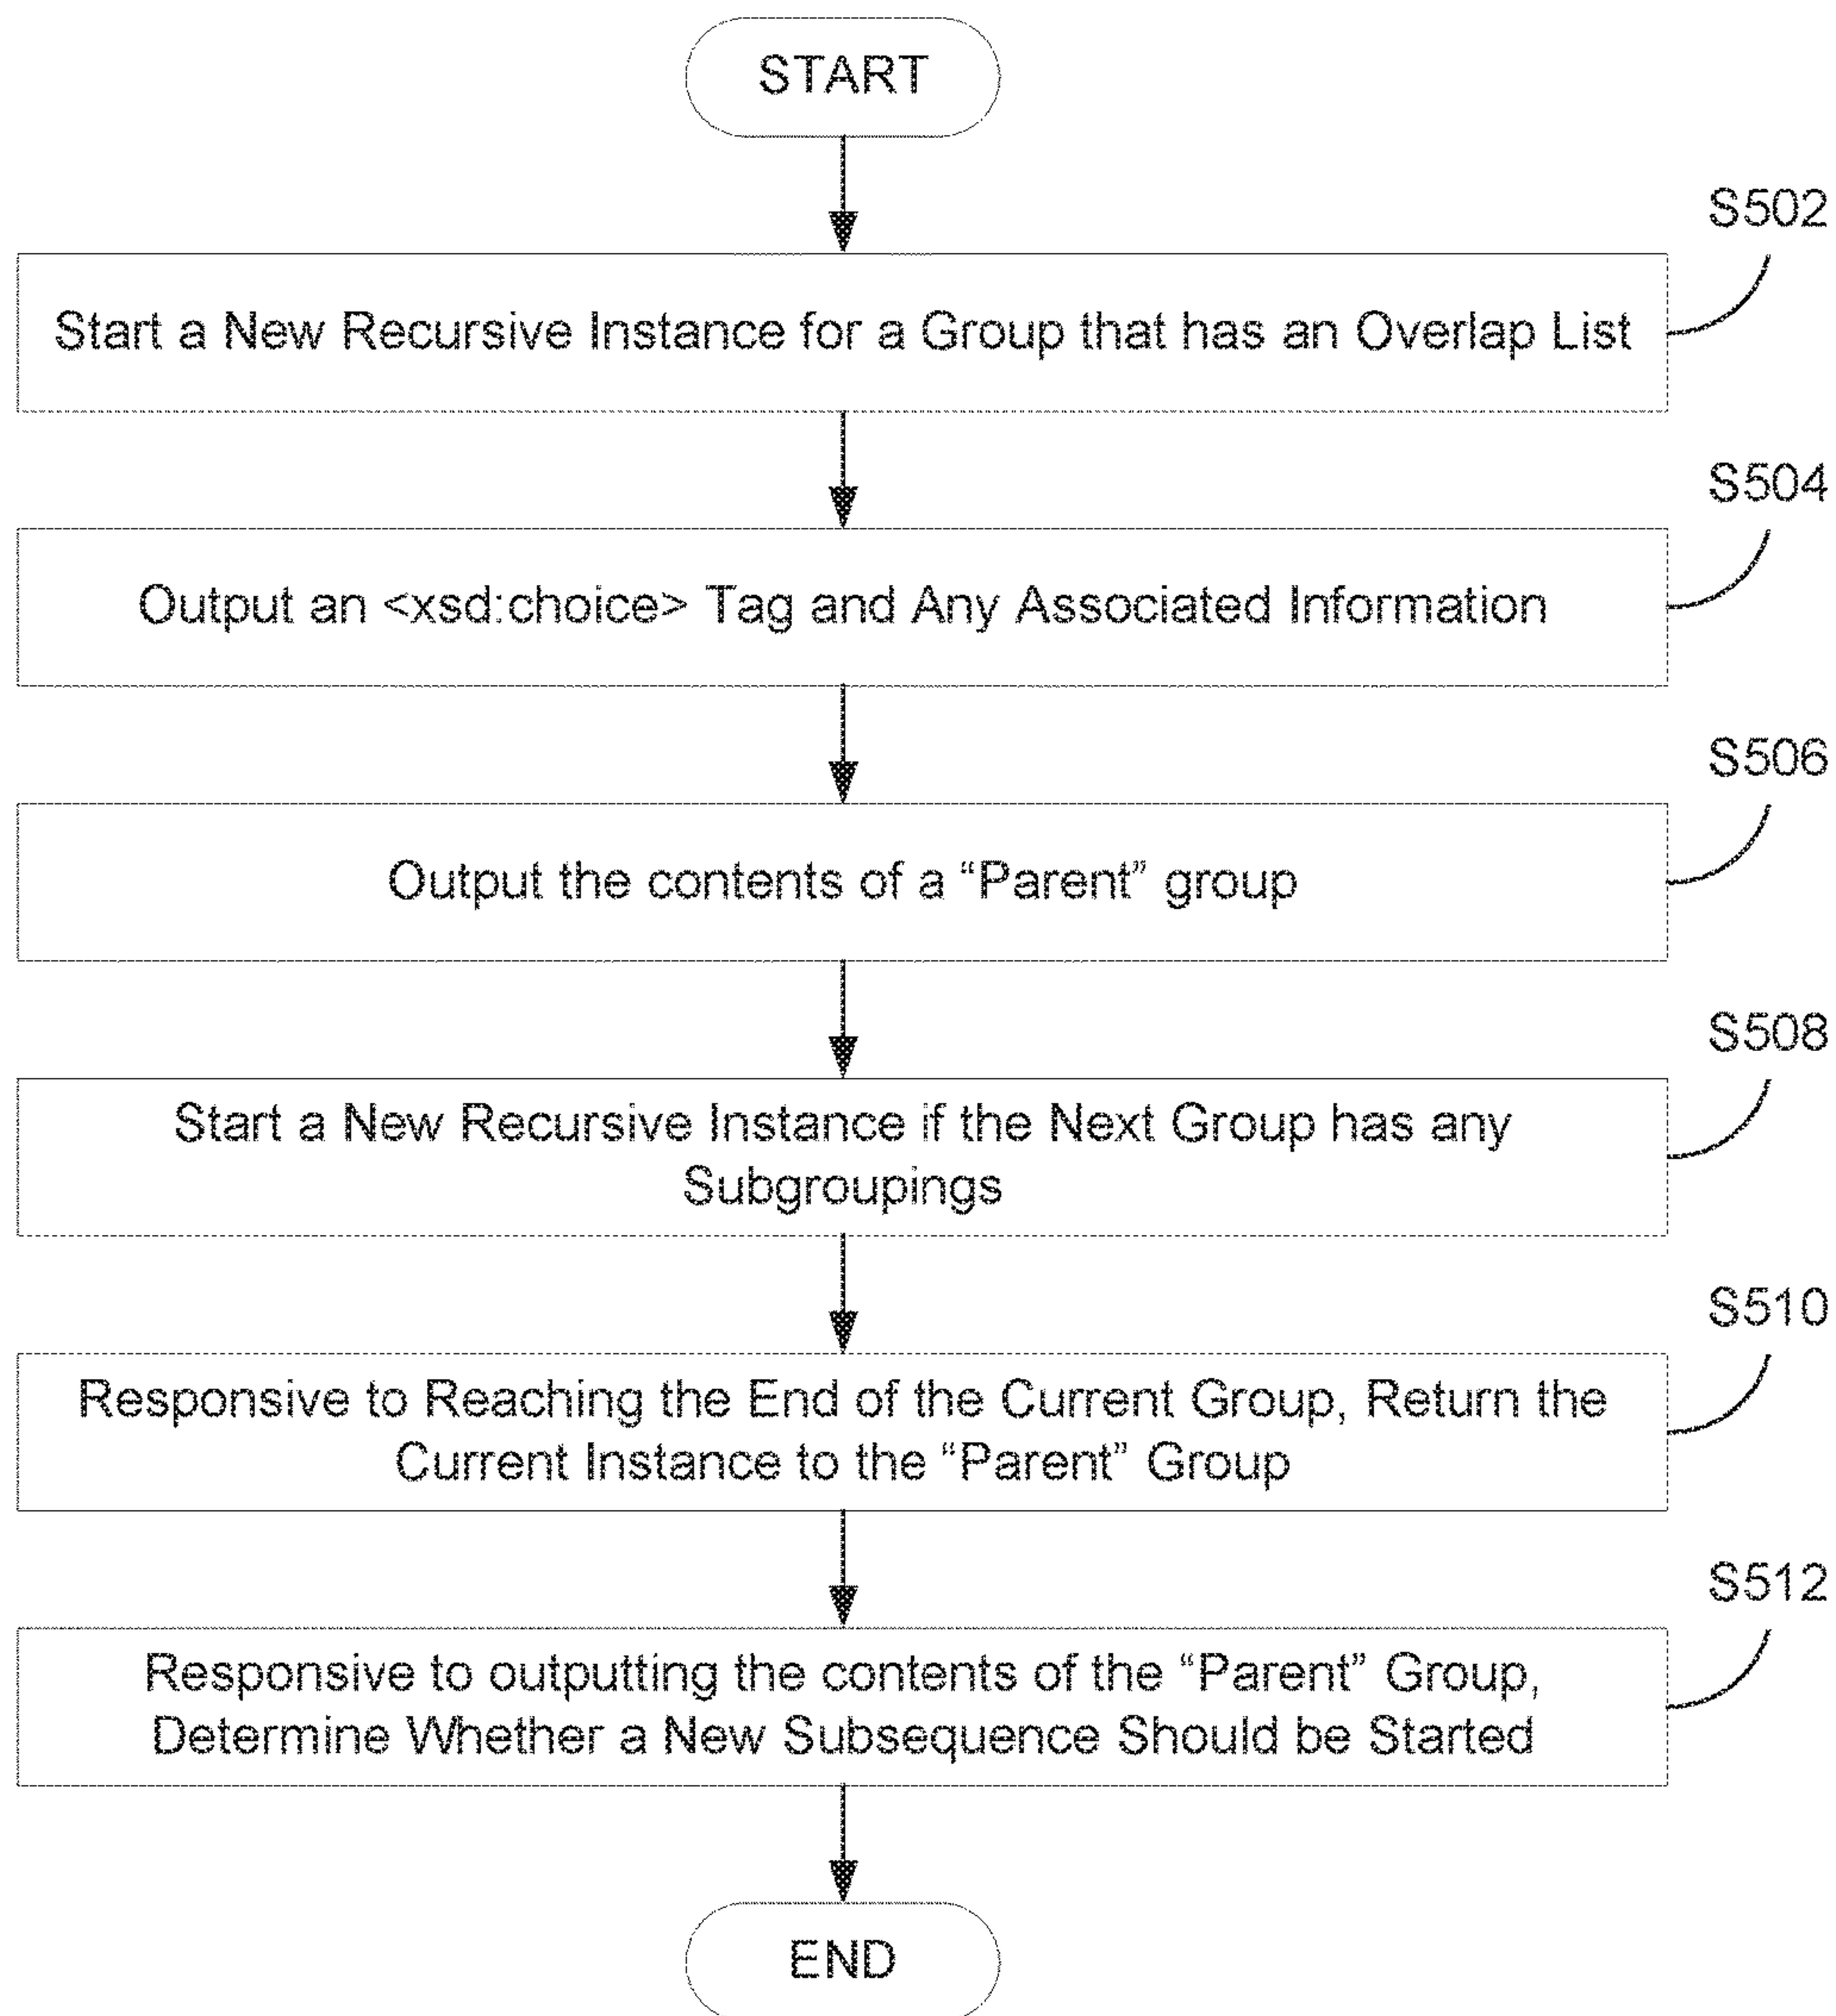 START
S502
Start a New Recursive Instance for a Group that has an Overlap List
S504
Output an <xsd:choice> Tag and Any Associated Information
S506
Output the contents of a “Parent” group
S508
Start a New Recursive Instance if the Next Group has any
Subgroupings
S510
Responsive to Reaching the End of the Current Group, Return the
Current Instance to the “Parent” Group
S512
Responsive to outputting the contents of the “Parent” Group,
Determine Whether a New Subsequence Should be Started
END